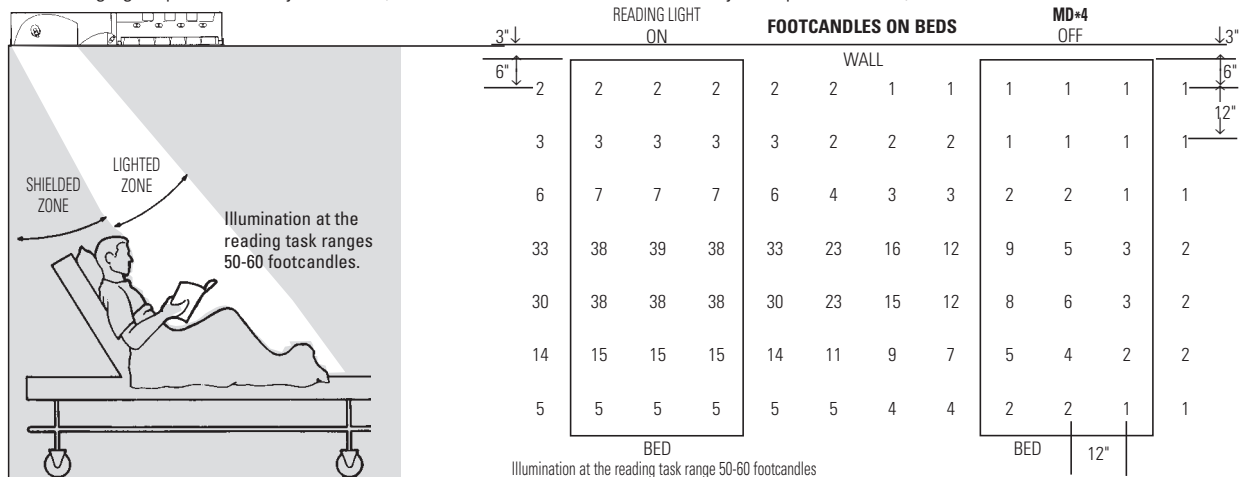 READING LIGHT
ON
FOOTCANDLES ON BEDS
MD*4
OFF
3" 3"
WALL
6" 6"
2 2 2 2 2 2 1 1 1 1 1 1
12"
3 3 3 3 3 2 2 2 1 1 1 1
6 7 7 7 6 4 3 3 2 2 1 1
33 38 39 38 33 23 16 12 9 5 3 2
30 38 38 38 30 23 15 12 8 6 3 2
14 15 15 15 14 11 9 7 5 4 2 2
5 5 5 5 5 5 4 4 2 2 1 1
BED BED 12"
Illumination at the reading task range 50-60 footcandles
SHIELDED
ZONE
LIGHTED
ZONE
Illumination at the
reading task ranges
50-60 footcandles.